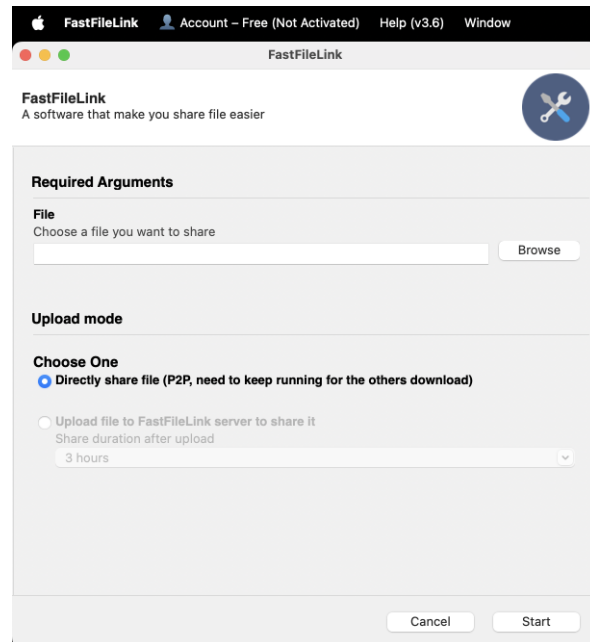 FastFileLink Account – Free (Not Activated) Help (v3.6) Window
FastFileLink
FastFileLink
A software that make you share file easier
Required Arguments
File
Choose a file you want to share
Browse
Upload mode
Choose One
Directly share file (P2P, need to keep running for the others download)
Upload file to FastFileLink server to share it
Share duration after upload
3 hours
Cancel Start